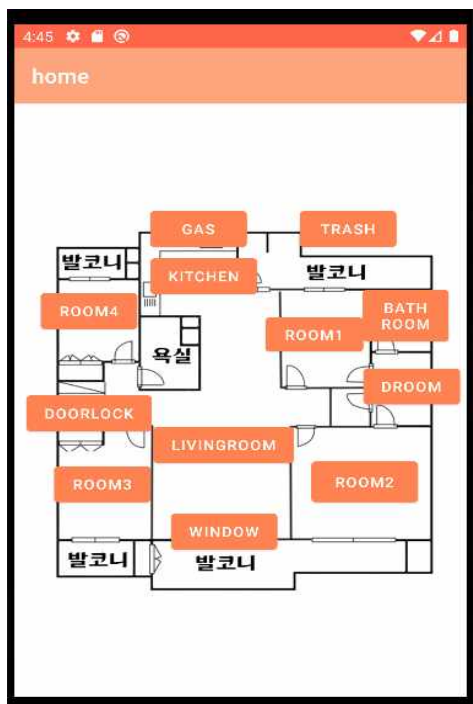 4:45
home
GAS
TRASH
발코니
KITCHEN
발코니
ROOM4
BATH
ROOM
ROOM1
욕실
DROOM
DOORLOCK
LIVINGROOM
ROOM3
ROOM2
WINDOW
발코니
발코니